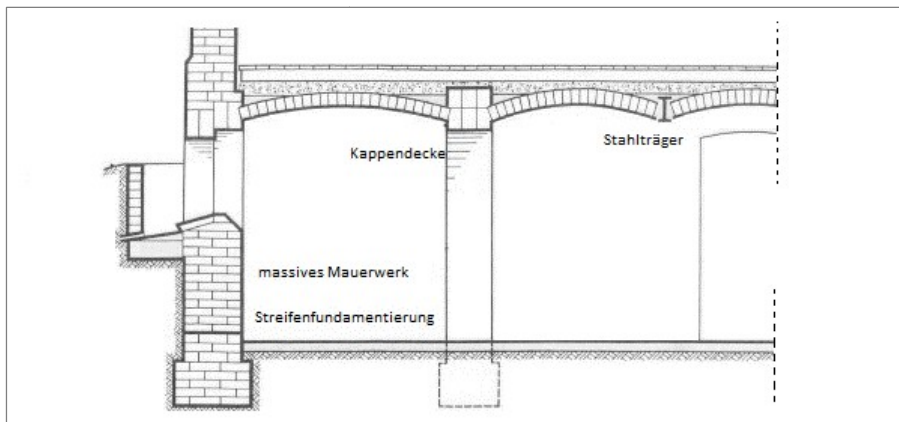 Stahlträger
Kappendecke
massives Mauerwerk
Streifenfundamentierung